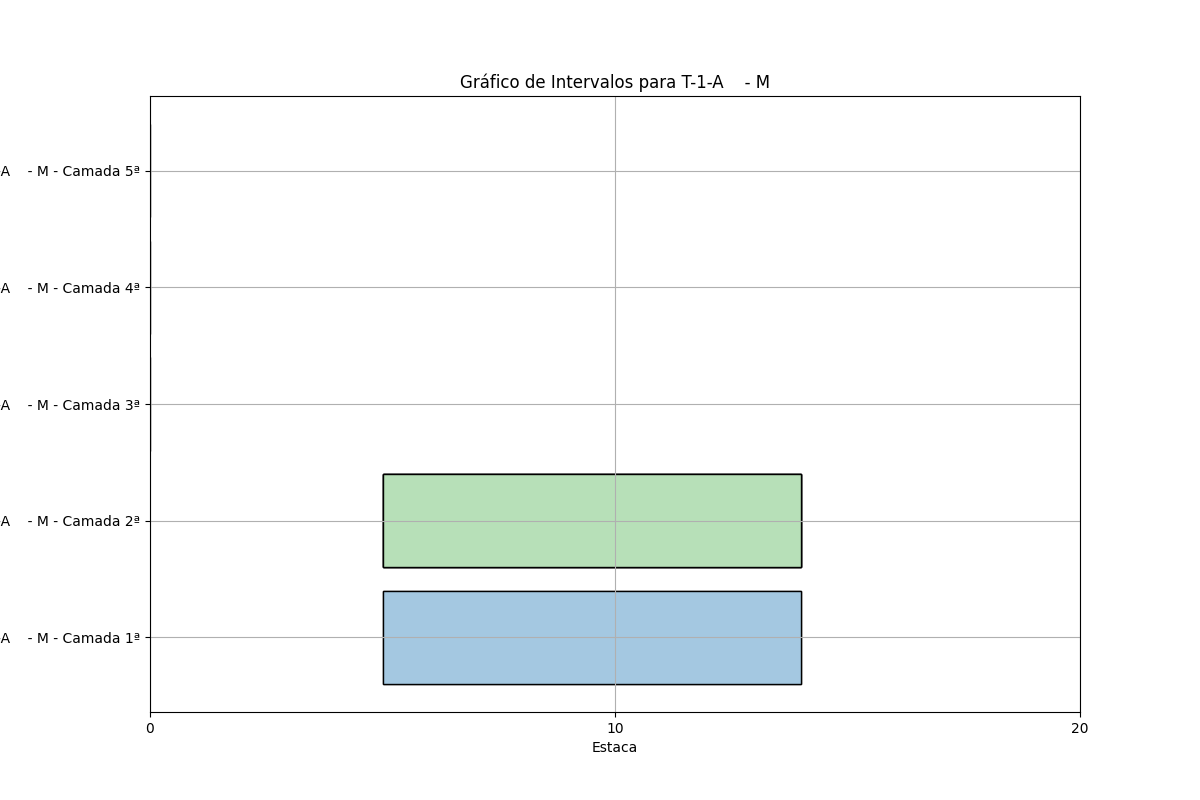 Gráfico de Intervalos para T-1-A    - M
A    - M - Camada 5ª
A    - M - Camada 4ª
A    - M - Camada 3ª
A    - M - Camada 2ª
A    - M - Camada 1ª
0 10 20
Estaca